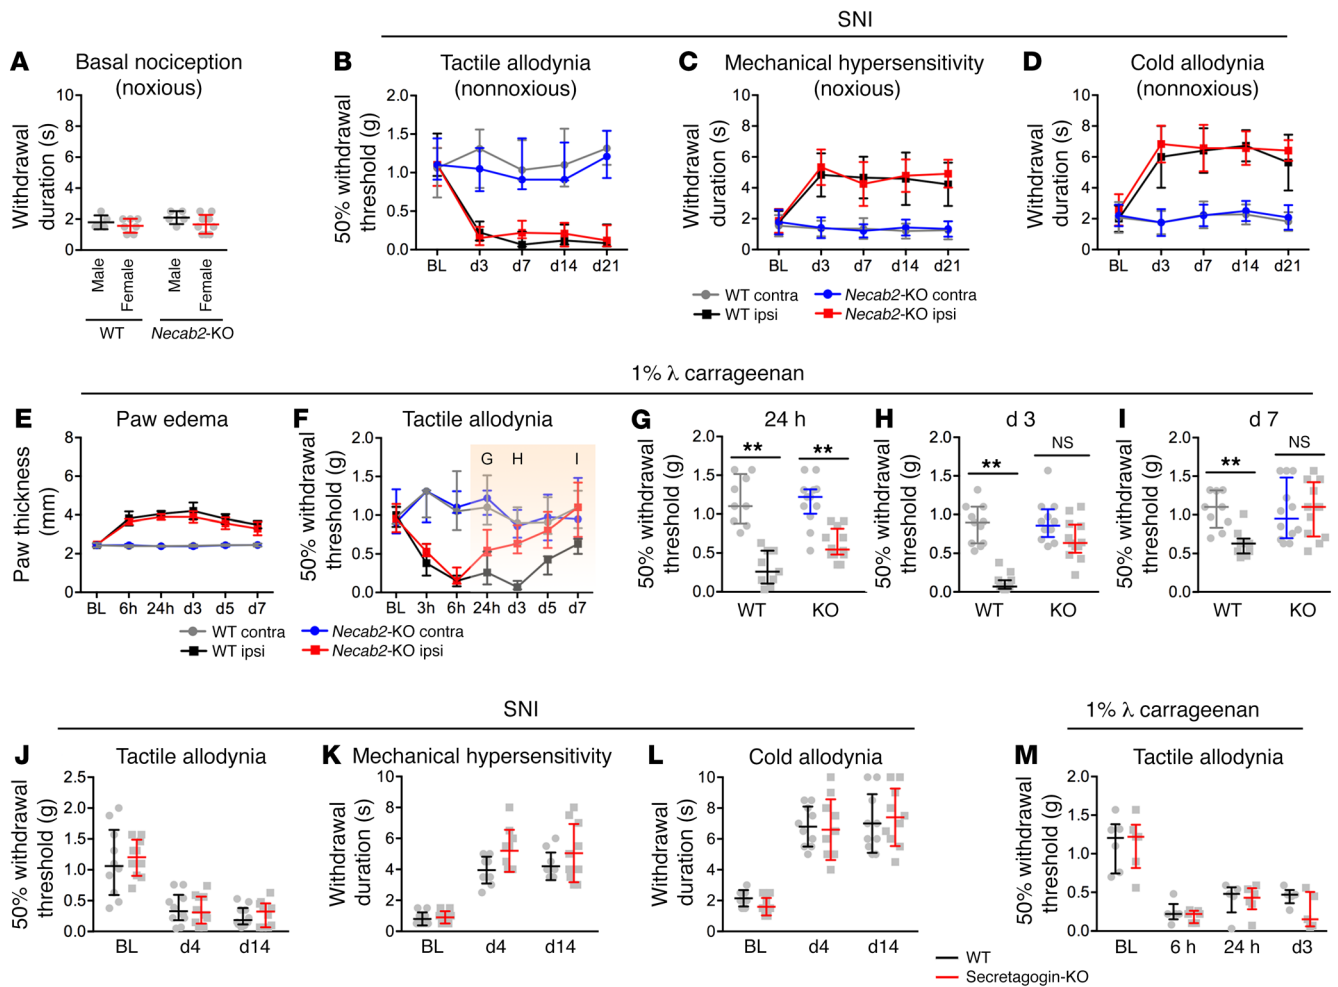 SNI
A
Basal nociception
(noxious)
Withdrawal
duration (s)
10
8
6
4
2
0
Male
Female
Male
Female
WT
Necab2-KO
B
Tactile allodynia
(nonnoxious)
50% withdrawal
threshold (g)
2.0
1.5
1.0
0.5
0.0
BL d3 d7 d14 d21
C
Mechanical hypersensitivity
(noxious)
Withdrawal
duration (s)
10
8
6
4
2
0
BL d3 d7 d14 d21
D
Cold allodynia
(nonnoxious)
Withdrawal
duration (s)
10
8
6
4
2
0
BL d3 d7 d14 d21
WT contra
Necab2-KO contra
WT ipsi
Necab2-KO ipsi
1% λ carrageenan
E
Paw edema
Paw thickness
(mm)
8
6
4
2
0
BL 6h 24h d3 d5 d7
F
Tactile allodynia
50% withdrawal
threshold (g)
2.0
1.5
1.0
0.5
0.0
G H I
BL 3h 6h 24h d3 d5 d7
WT contra
Necab2-KO contra
WT ipsi
Necab2-KO ipsi
G
24 h
50% withdrawal
threshold (g)
2.0
1.5
1.0
0.5
0.0
** **
WT KO
H
d 3
50% withdrawal
threshold (g)
2.0
1.5
1.0
0.5
0.0
** NS
WT KO
I
d 7
50% withdrawal
threshold (g)
2.0
1.5
1.0
0.5
0.0
** NS
WT KO
SNI
J
Tactile allodynia
50% withdrawal
threshold (g)
2.5
2.0
1.5
1.0
0.5
0.0
BL d4 d14
K
Mechanical hypersensitivity
Withdrawal
duration (s)
10
8
6
4
2
0
BL d4 d14
L
Cold allodynia
Withdrawal
duration (s)
10
8
6
4
2
0
BL d4 d14
1% λ carrageenan
M
Tactile allodynia
50% withdrawal
threshold (g)
2.0
1.5
1.0
0.5
0.0
BL 6 h 24 h d3
WT
Secretagogin-KO